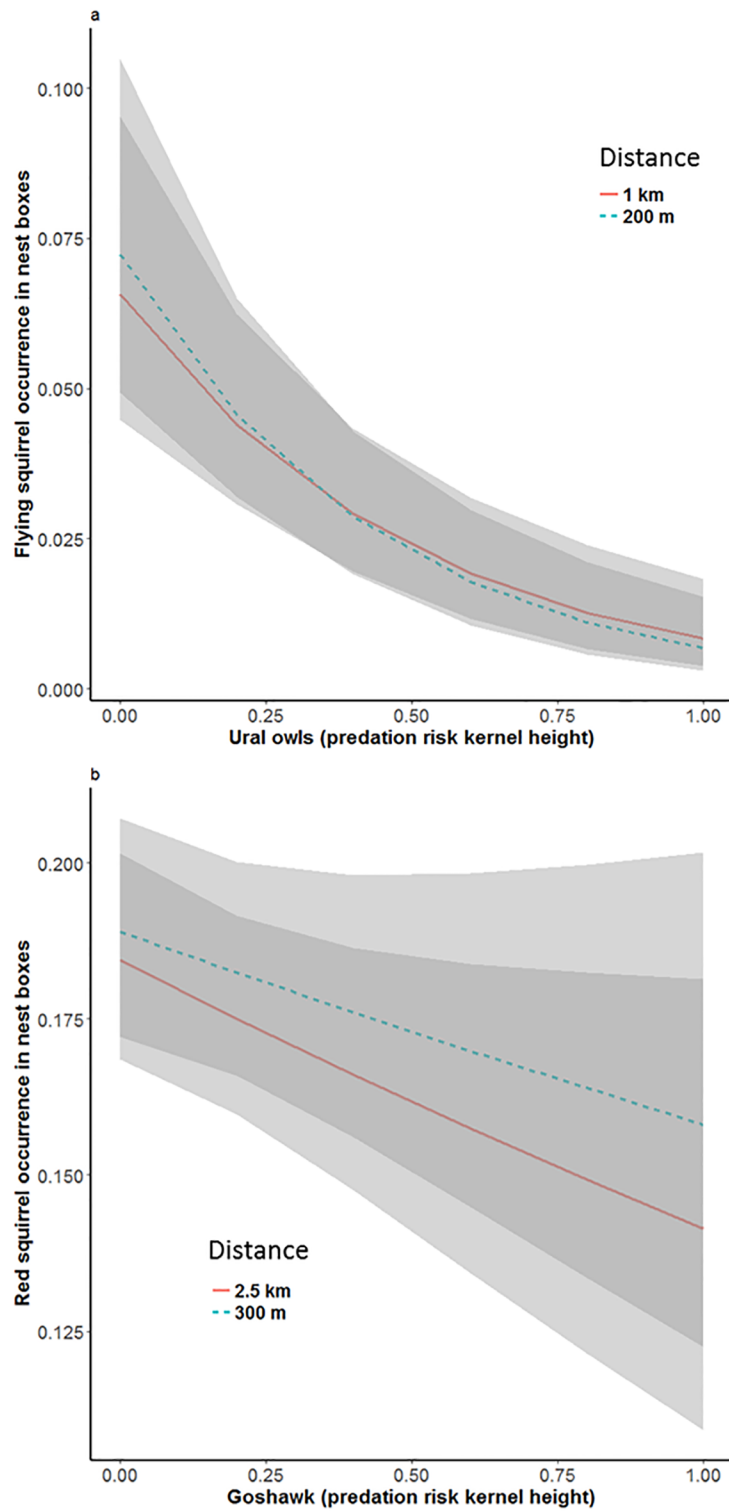 a
Flying squirrel occurrence in nest boxes
0.100
0.075
0.050
0.025
0.000
Distance
1 km
200 m
0.00 0.25 0.50 0.75 1.00
Ural owls (predation risk kernel height)
b
Red squirrel occurrence in nest boxes
0.200
0.175
0.150
0.125
Distance
2.5 km
300 m
0.00 0.25 0.50 0.75 1.00
Goshawk (predation risk kernel height)